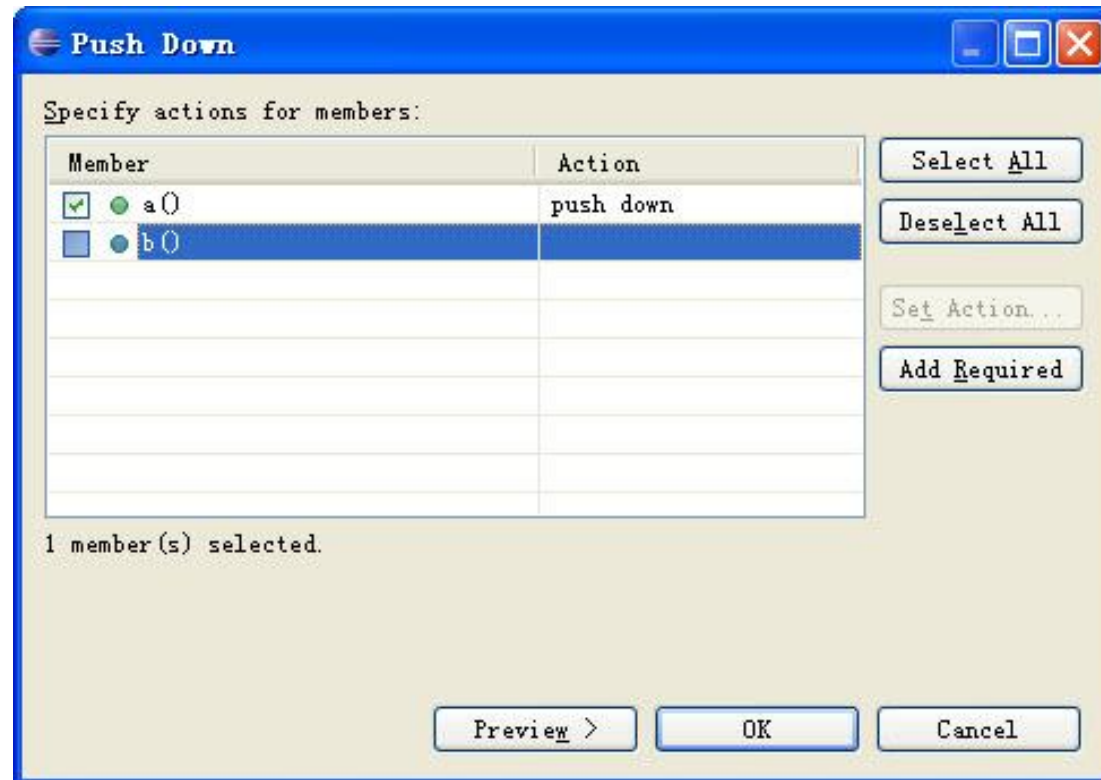 Push Down
Specify actions for members:
Member Action
a() push down
b()
Select All
Deselect All
Set Action...
Add Required
1 member(s) selected.
Preview > OK Cancel